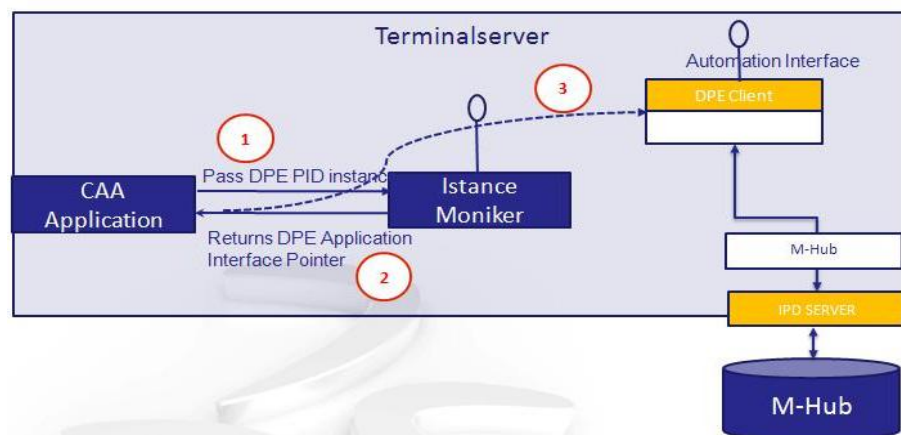 Terminalserver
Automation Interface
3
DPE Client
1
Pass DPE PID instanc
CAA
Application
Istance
Moniker
Returns DPE Application
Interface Pointer
2
M-Hub
IPD SERVER
M-Hub